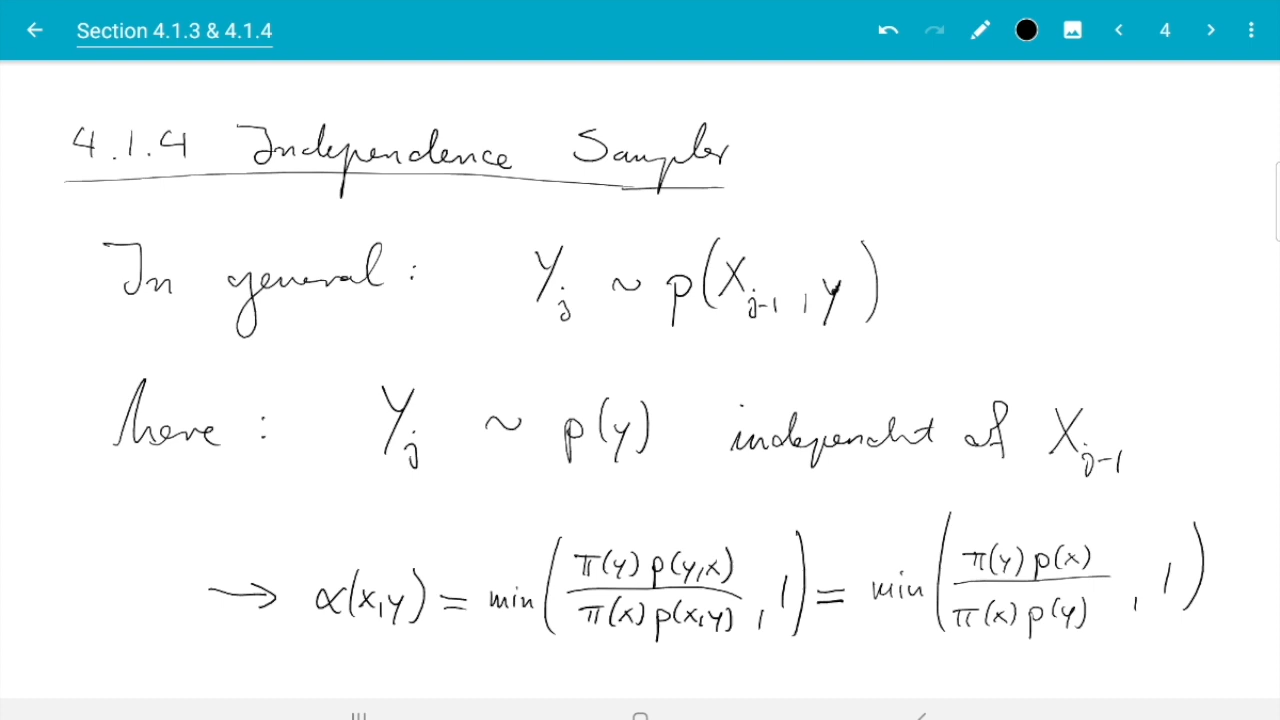 Section 4.1.3 & 4.1.4
4
4.1.4 Independence Sampler
In general: Y_j ~ p(X_{j-1}, y)
here: Y_j ~ p(y) independent of X_{j-1}
→ α(x,y) = min(π(y) p(y,x) / π(x) p(x,y), 1) = min(π(y) p(x) / π(x) p(y), 1)